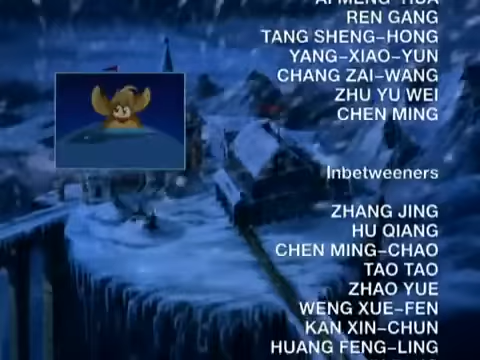 REN GANG
TANG SHENG-HONG
YANG-XIAO-YUN
CHANG ZAI-WANG
ZHU YU WEI
CHEN MING
Inbetweeners
ZHANG JING
HU QIANG
CHEN MING-CHAO
TAO TAO
ZHAO YUE
WENG XUE-FEN
KAN XIN-CHUN
HUANG FENG-LING